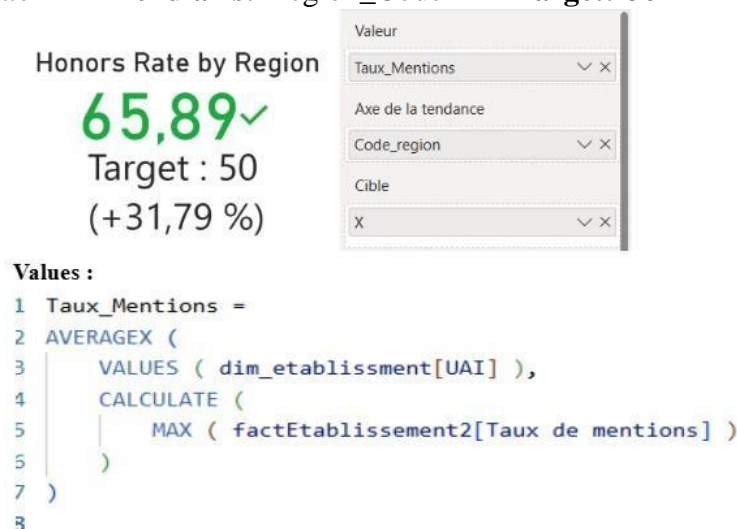 Honors Rate by Region
65,89
Target : 50
(+31,79 %)
Valeur
Taux_Mentions
Axe de la tendance
Code_region
Cible
X
Values :
1 Taux_Mentions =
2 AVERAGEX (
3 VALUES ( dim_etablissment[UAI] ),
4 CALCULATE (
5 MAX ( factEtablissement2[Taux de mentions] )
6 )
7 )
8